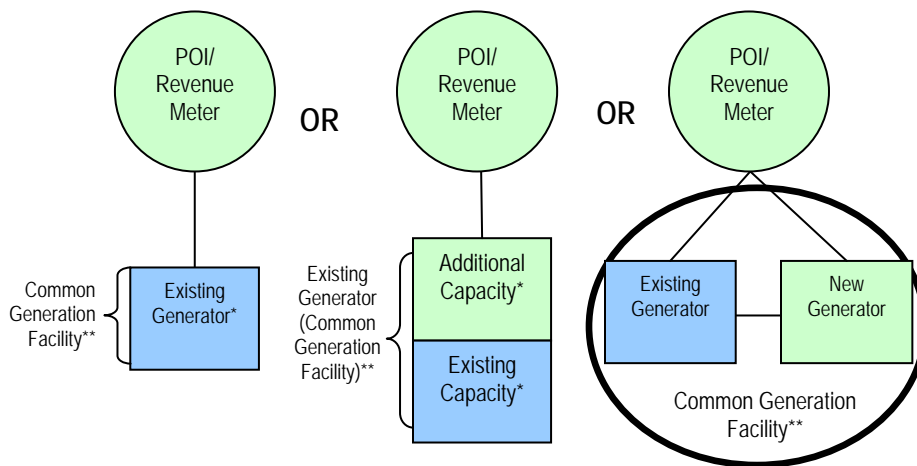 POI/
Revenue
Meter
OR
POI/
Revenue
Meter
OR
POI/
Revenue
Meter
Common
Generation
Facility**
Existing
Generator*
Existing
Generator
(Common
Generation
Facility)**
Additional
Capacity*
Existing
Capacity*
Existing
Generator
New
Generator
Common Generation
Facility**